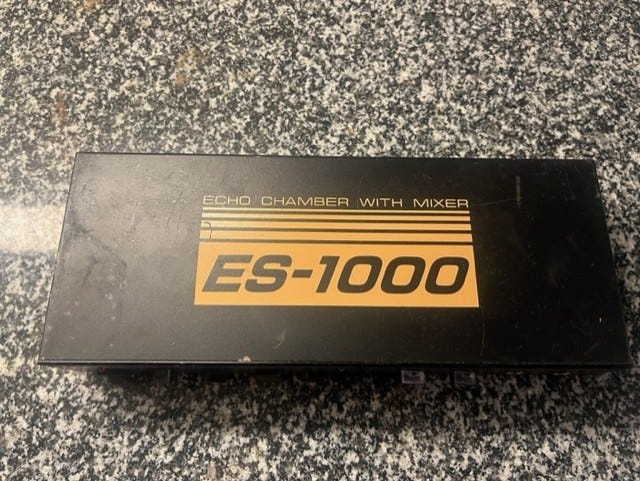 ECHO CHAMBER WITH MIXER
ES-1000